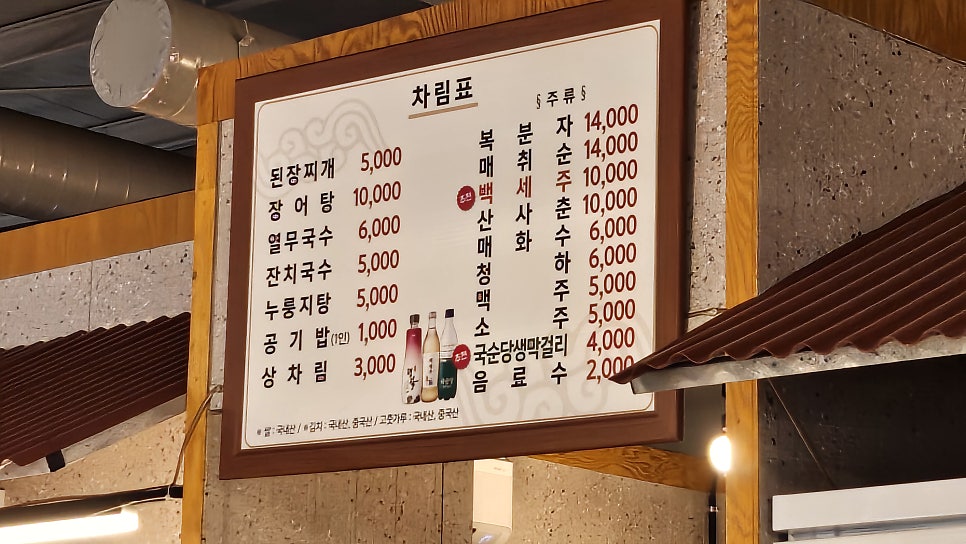 차림표
된장찌개 5,000
장어탕 10,000
열무국수 6,000
잔치국수 5,000
누룽지탕 5,000
공기밥(1인) 1,000
상차림 3,000
§ 주류 §
복분자 14,000
매취순 14,000
추천 백세주 10,000
산사춘 10,000
매화수 6,000
청하 6,000
맥주 5,000
소주 5,000
추천 국순당생막걸리 4,000
음료수 2,000
※ 쌀 : 국내산 / ※김치 : 국내산, 중국산 / 고춧가루 : 국내산, 중국산